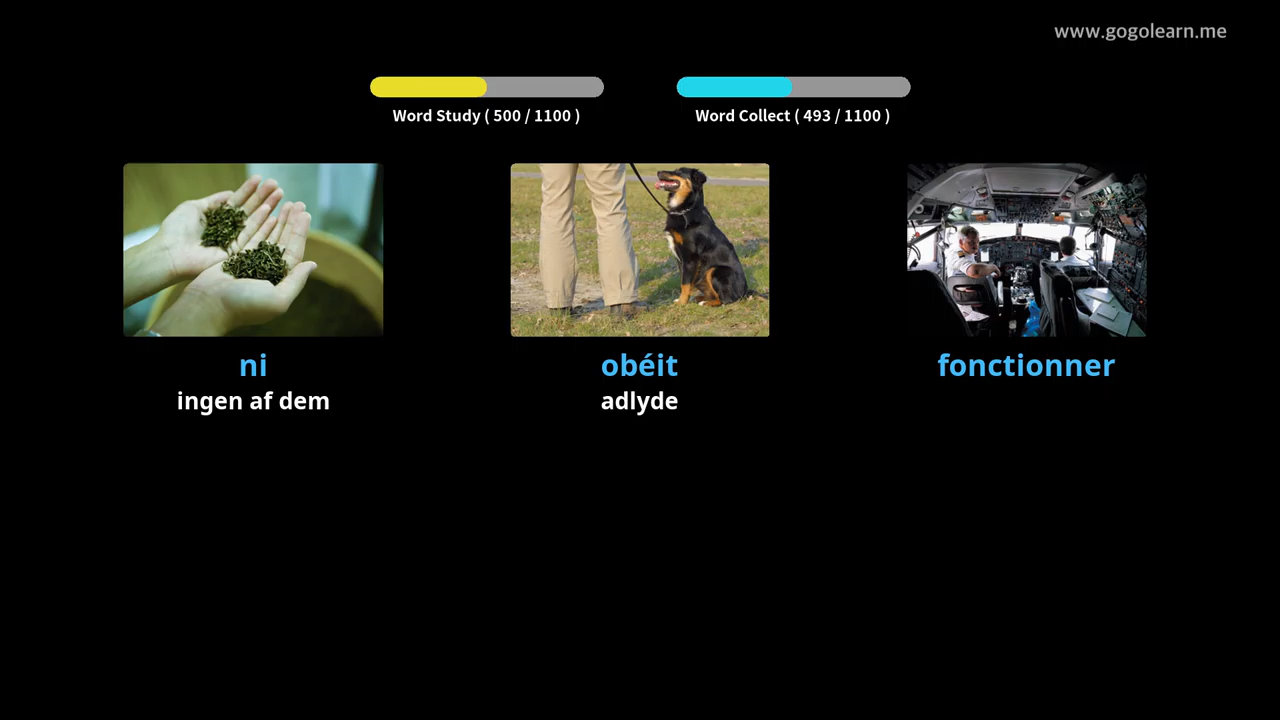 www.gogolearn.me
Word Study ( 500 / 1100 )
Word Collect ( 493 / 1100 )
ni
obéit
fonctionner
ingen af dem
adlyde